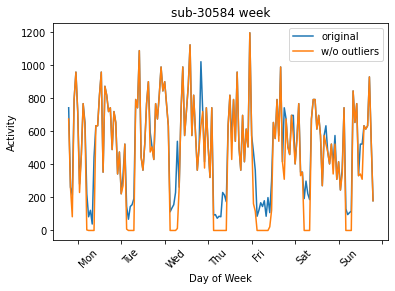 sub-30584 week
original
w/o outliers
1200
1000
800
600
400
200
0
Activity
Mon
Tue
Wed
Thu
Fri
Sat
Sun
Day of Week